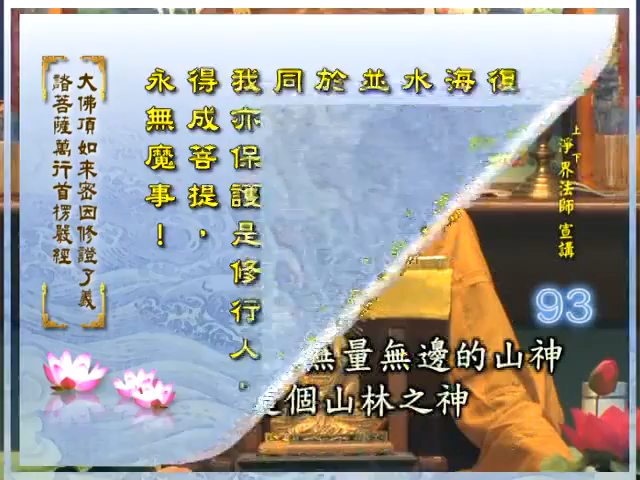 上淨下界法師 宣講
93
復
海
水
並
於
同
我亦保護是修行人。
得成菩提，
永無魔事！
大佛頂如來密因修證了義
諸菩薩萬行首楞嚴經
無量無邊的山神
個山林之神